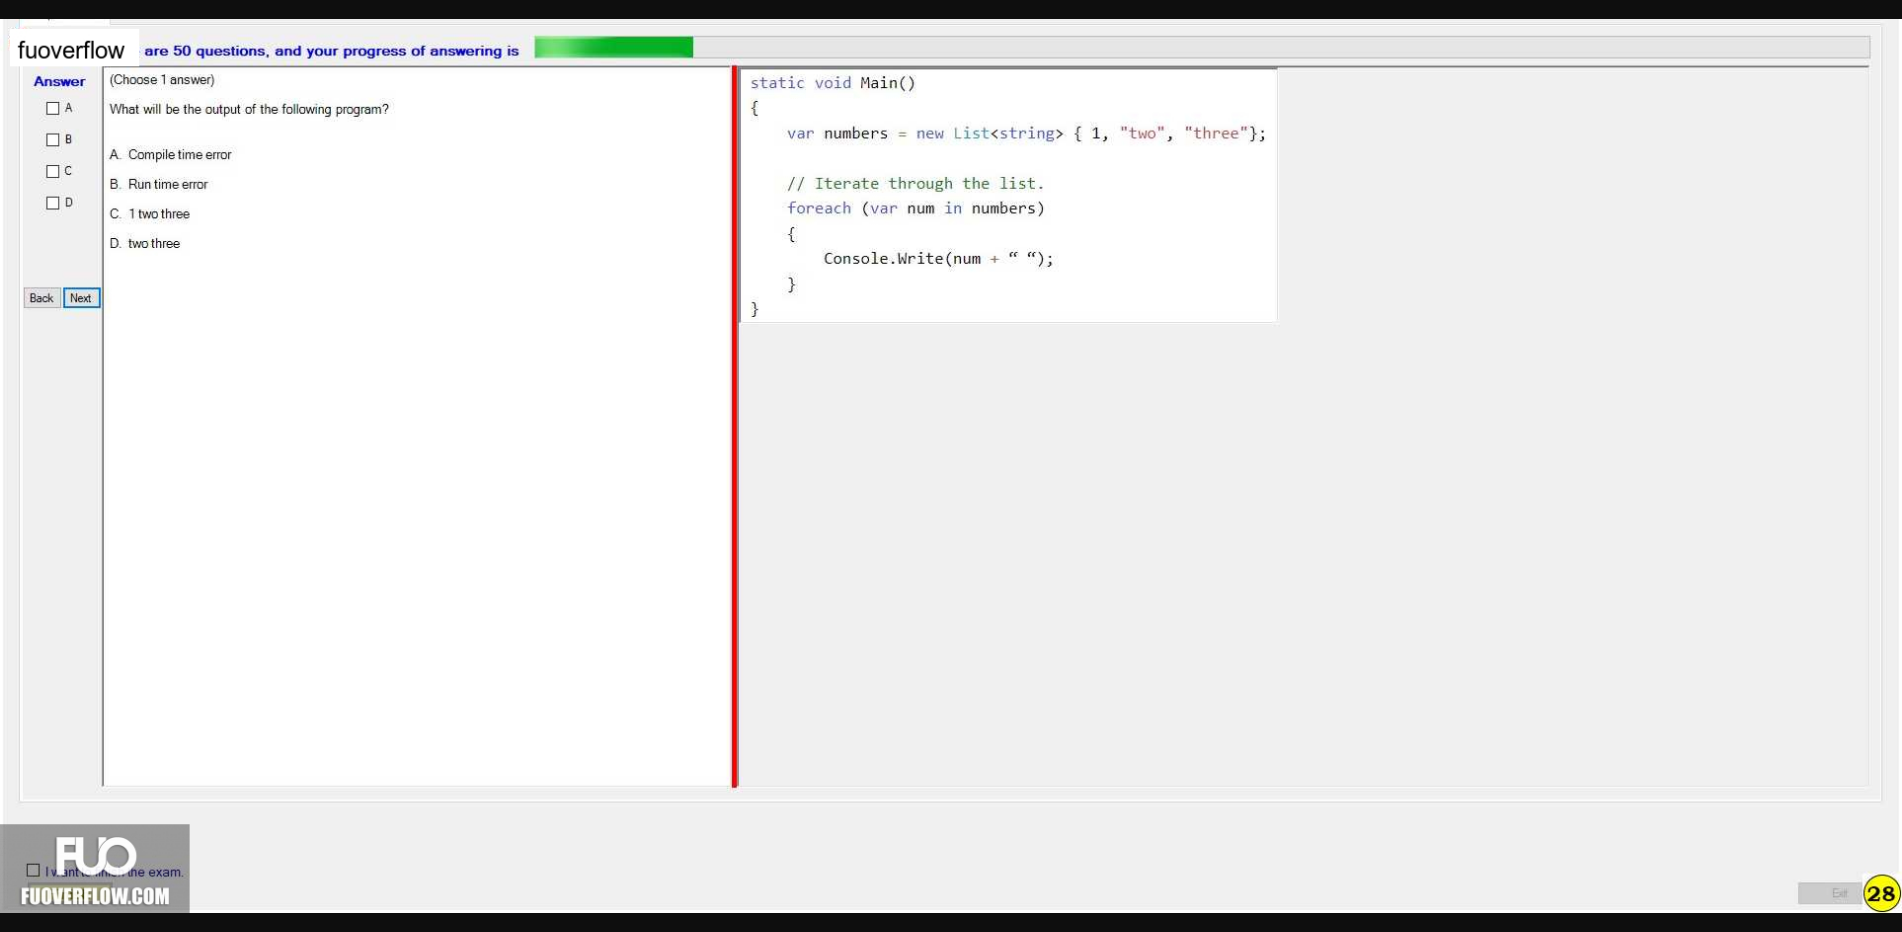 fuoverflow are 50 questions, and your progress of answering is
Answer
A
B
C
D
Back Next
(Choose 1 answer)
What will be the output of the following program?
A. Compile time error
B. Run time error
C. 1 two three
D. two three
static void Main()
{
var numbers = new List<string> { 1, "two", "three"};
// Iterate through the list.
foreach (var num in numbers)
{
Console.Write(num + “ “);
}
}
FUO
I want to finish the exam.
FUOVERFLOW.COM
Exit
28